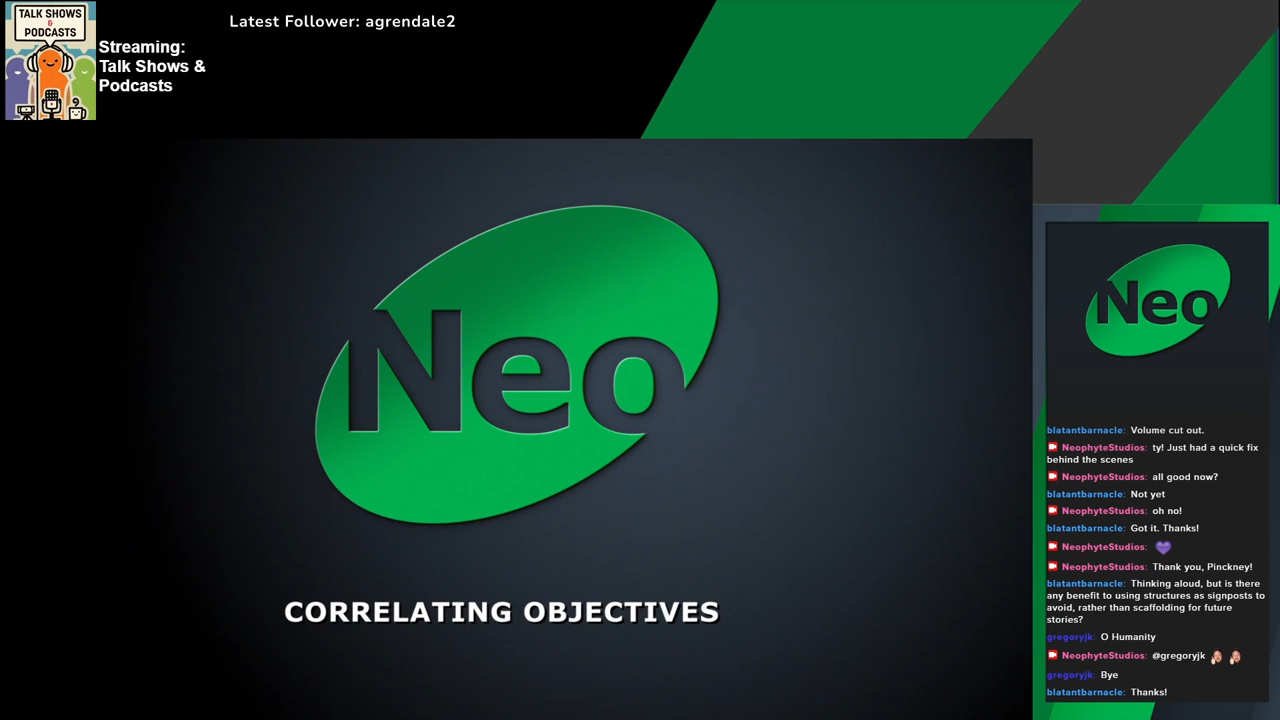 TALK SHOWS
&
PODCASTS
Streaming:
Talk Shows &
Podcasts
Latest Follower: agrendale2
Neo
CORRELATING OBJECTIVES
Neo
blatantbarnacle: Volume cut out.
NeophyteStudios: ty! Just had a quick fix
behind the scenes
NeophyteStudios: all good now?
blatantbarnacle: Not yet
NeophyteStudios: oh no!
blatantbarnacle: Got it. Thanks!
NeophyteStudios:
NeophyteStudios: Thank you, Pinckney!
blatantbarnacle: Thinking aloud, but is there
any benefit to using structures as signposts to
avoid, rather than scaffolding for future
stories?
gregoryjk: O Humanity
NeophyteStudios: @gregoryjk
gregoryjk: Bye
blatantbarnacle: Thanks!